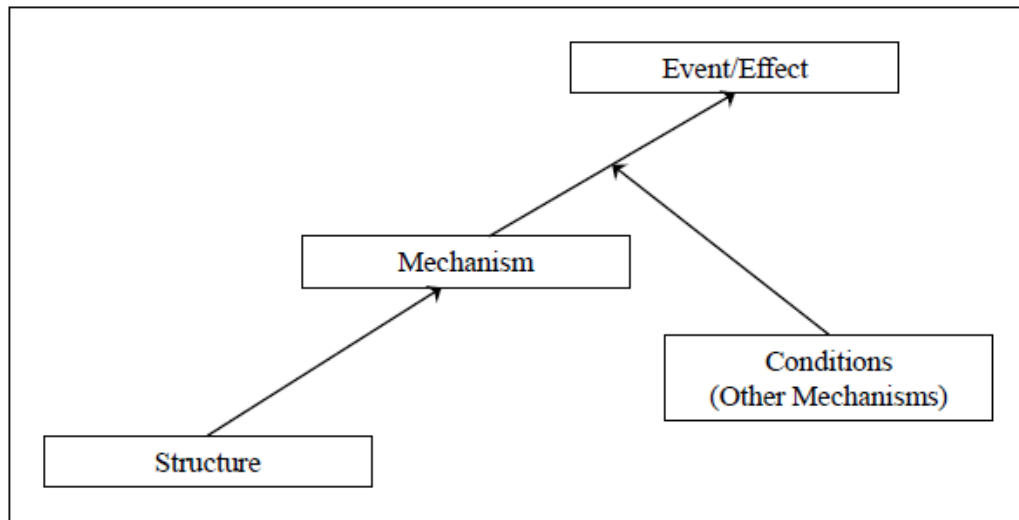 Event/Effect
Mechanism
Conditions
(Other Mechanisms)
Structure